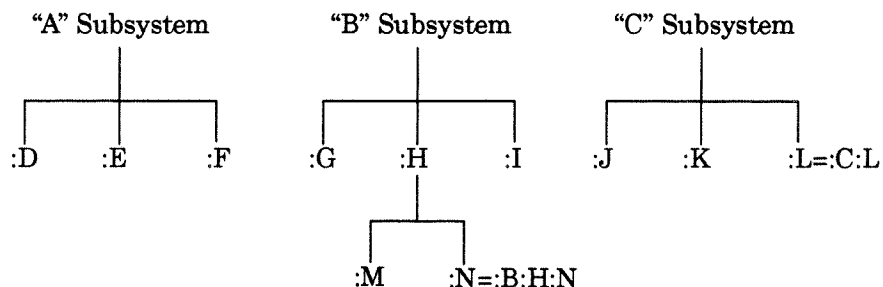 “A” Subsystem “B” Subsystem “C” Subsystem
:D :E :F :G :H :I :J :K :L=:C:L
:M :N=:B:H:N